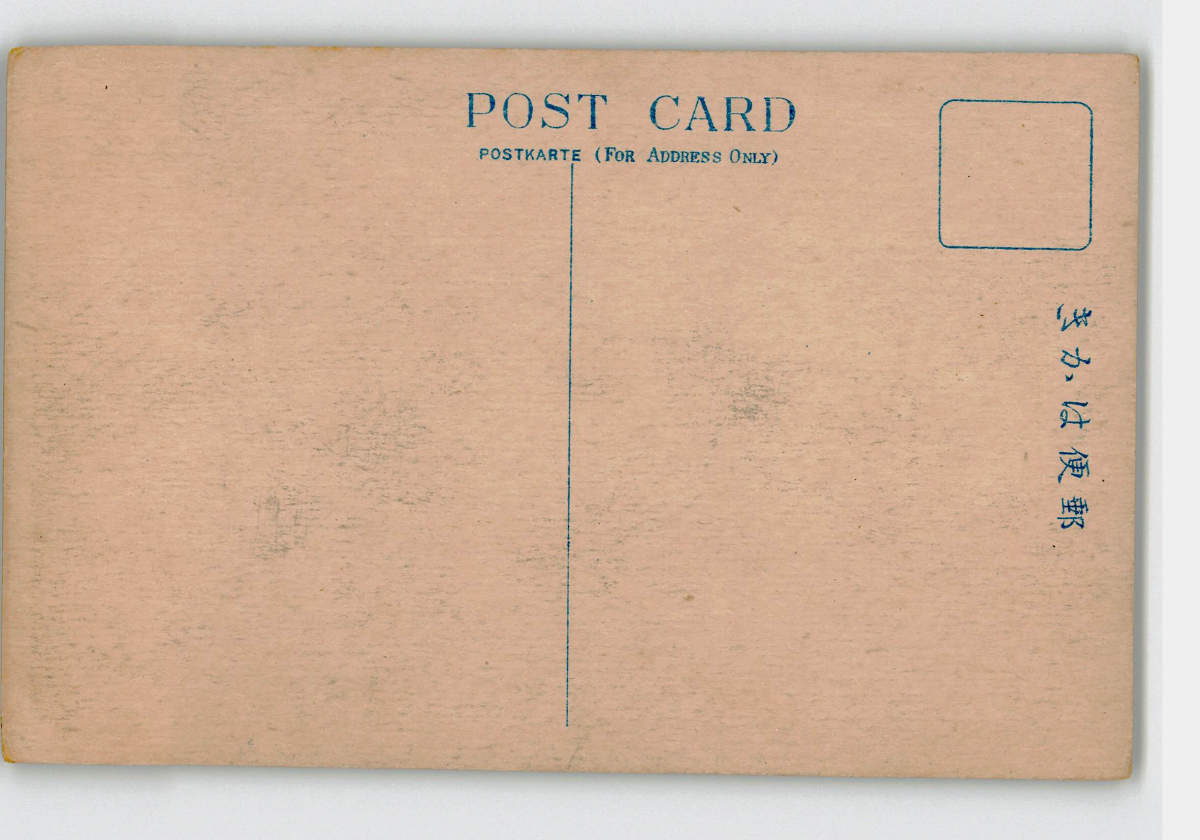 POST CARD
POSTKARTE (FOR ADDRESS ONLY)
郵便はかき